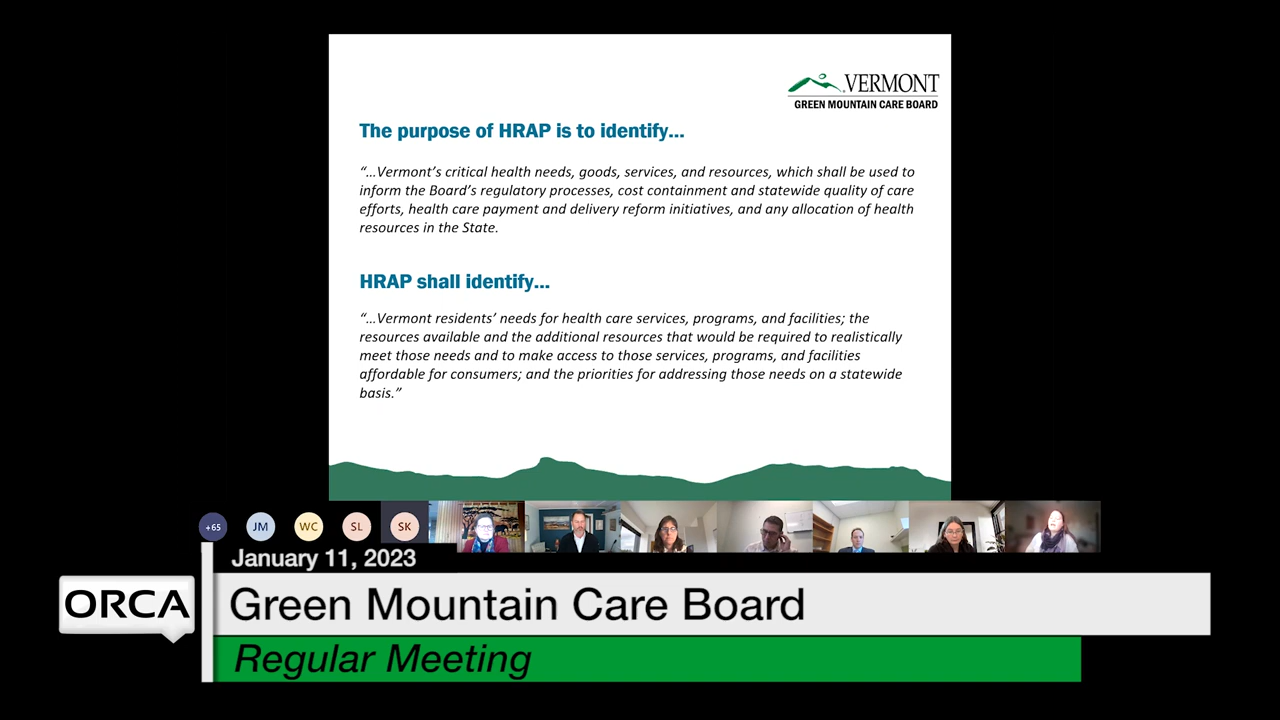 VERMONT
GREEN MOUNTAIN CARE BOARD
The purpose of HRAP is to identify...
“...Vermont’s critical health needs, goods, services, and resources, which shall be used to
inform the Board’s regulatory processes, cost containment and statewide quality of care
efforts, health care payment and delivery reform initiatives, and any allocation of health
resources in the State.
HRAP shall identify...
“...Vermont residents’ needs for health care services, programs, and facilities; the
resources available and the additional resources that would be required to realistically
meet those needs and to make access to those services, programs, and facilities
affordable for consumers; and the priorities for addressing those needs on a statewide
basis.”
+65 JM WC SL SK
January 11, 2023
ORCA
Green Mountain Care Board
Regular Meeting